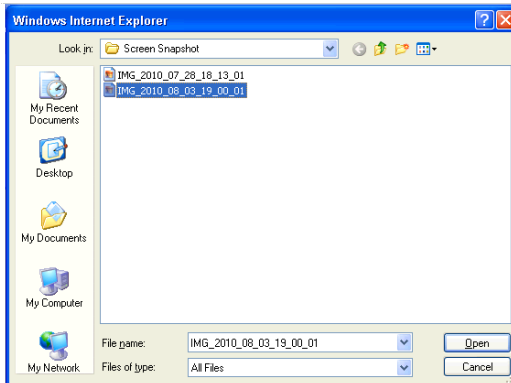 Windows Internet Explorer
Look in: Screen Snapshot
IMG_2010_07_28_18_13_01
IMG_2010_08_03_19_00_01
My Recent
Documents
Desktop
My Documents
My Computer
My Network
File name: IMG_2010_08_03_19_00_01 Open
Files of type: All Files Cancel